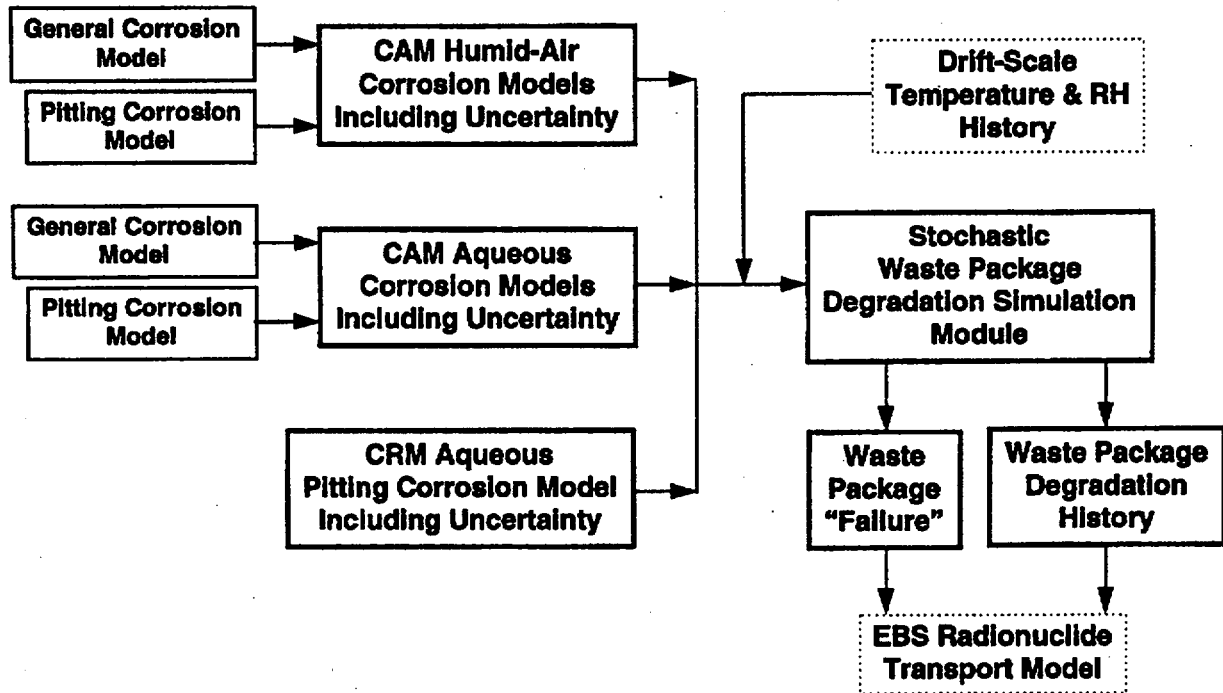 General Corrosion
Model
Pitting Corrosion
Model
CAM Humid-Air
Corrosion Models
Including Uncertainty
Drift-Scale
Temperature & RH
History
General Corrosion
Model
Pitting Corrosion
Model
CAM Aqueous
Corrosion Models
Including Uncertainty
Stochastic
Waste Package
Degradation Simulation
Module
CRM Aqueous
Pitting Corrosion Model
Including Uncertainty
Waste
Package
“Failure”
Waste Package
Degradation
History
EBS Radionuclide
Transport Model